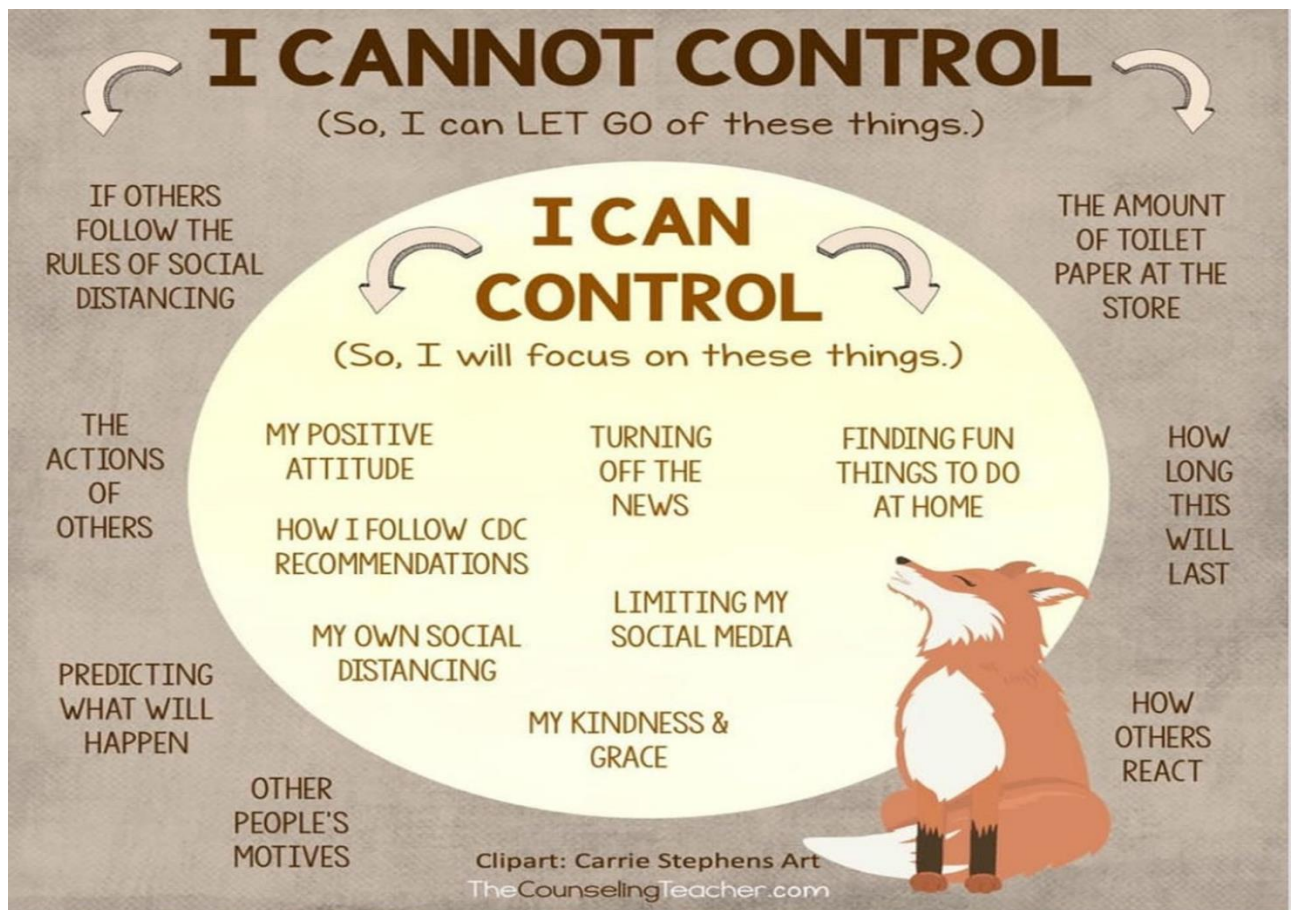 I CANNOT CONTROL
(So, I can LET GO of these things.)
IF OTHERS
FOLLOW THE
RULES OF SOCIAL
DISTANCING
THE AMOUNT
OF TOILET
PAPER AT THE
STORE
I CAN
CONTROL
(So, I will focus on these things.)
THE
ACTIONS
OF
OTHERS
MY POSITIVE
ATTITUDE
TURNING
OFF THE
NEWS
FINDING FUN
THINGS TO DO
AT HOME
HOW
LONG
THIS
WILL
LAST
HOW I FOLLOW CDC
RECOMMENDATIONS
LIMITING MY
SOCIAL MEDIA
MY OWN SOCIAL
DISTANCING
PREDICTING
WHAT WILL
HAPPEN
MY KINDNESS &
GRACE
HOW
OTHERS
REACT
OTHER
PEOPLE'S
MOTIVES
Clipart: Carrie Stephens Art
TheCounselingTeacher.com